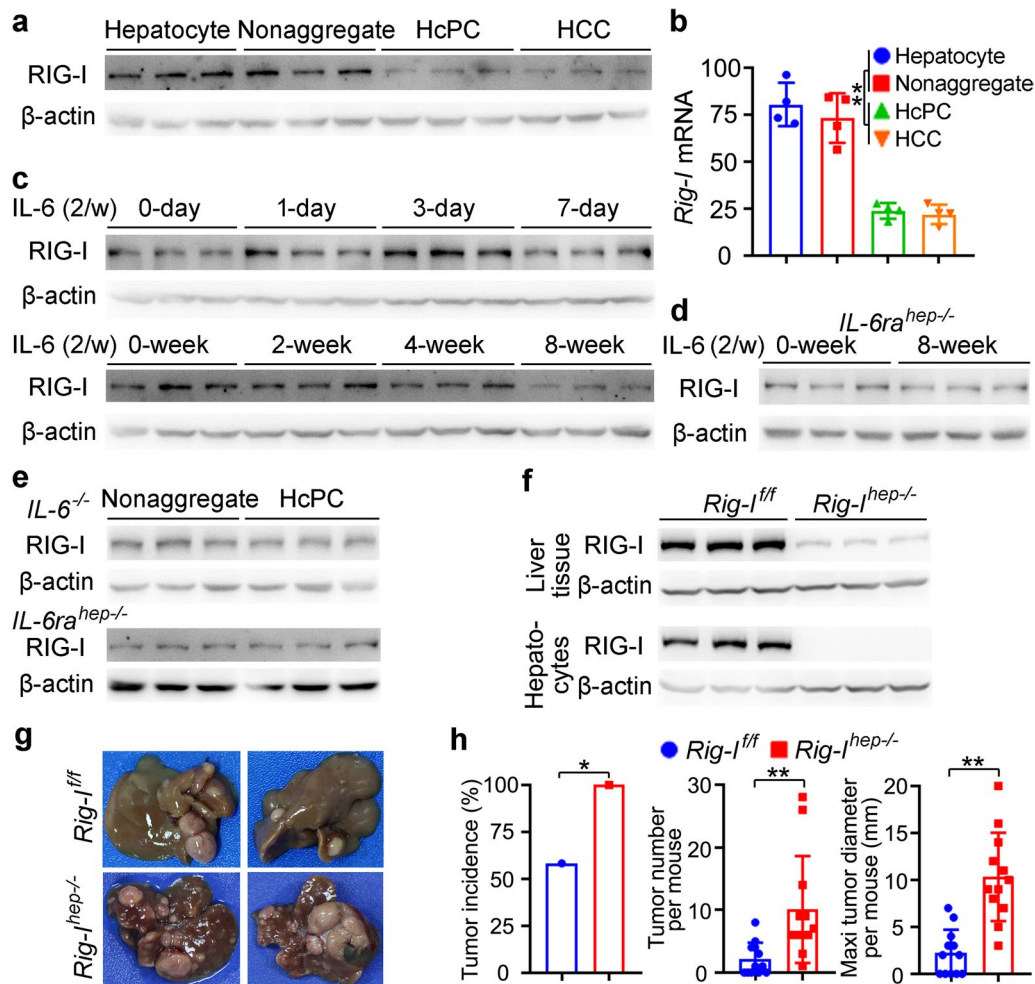 a
Hepatocyte Nonaggregate HcPC HCC
RIG-I
β-actin
b
Rig-I mRNA
100
75
50
25
0
Hepatocyte
Nonaggregate
HcPC
HCC
**
c
IL-6 (2/w) 0-day 1-day 3-day 7-day
RIG-I
β-actin
IL-6 (2/w) 0-week 2-week 4-week 8-week
RIG-I
β-actin
d
IL-6ra hep-/-
IL-6 (2/w) 0-week 8-week
RIG-I
β-actin
e
IL-6 -/- Nonaggregate HcPC
RIG-I
β-actin
IL-6ra hep-/-
RIG-I
β-actin
f
Rig-I f/f Rig-I hep-/-
Liver tissue
RIG-I
β-actin
Hepato-cytes
RIG-I
β-actin
g
Rig-I f/f
Rig-I hep-/-
h
Rig-I f/f Rig-I hep-/-
Tumor incidence (%)
100
75
50
25
0
*
Tumor number
per mouse
30
20
10
0
**
Maxi tumor diameter
per mouse (mm)
20
15
10
5
0
**